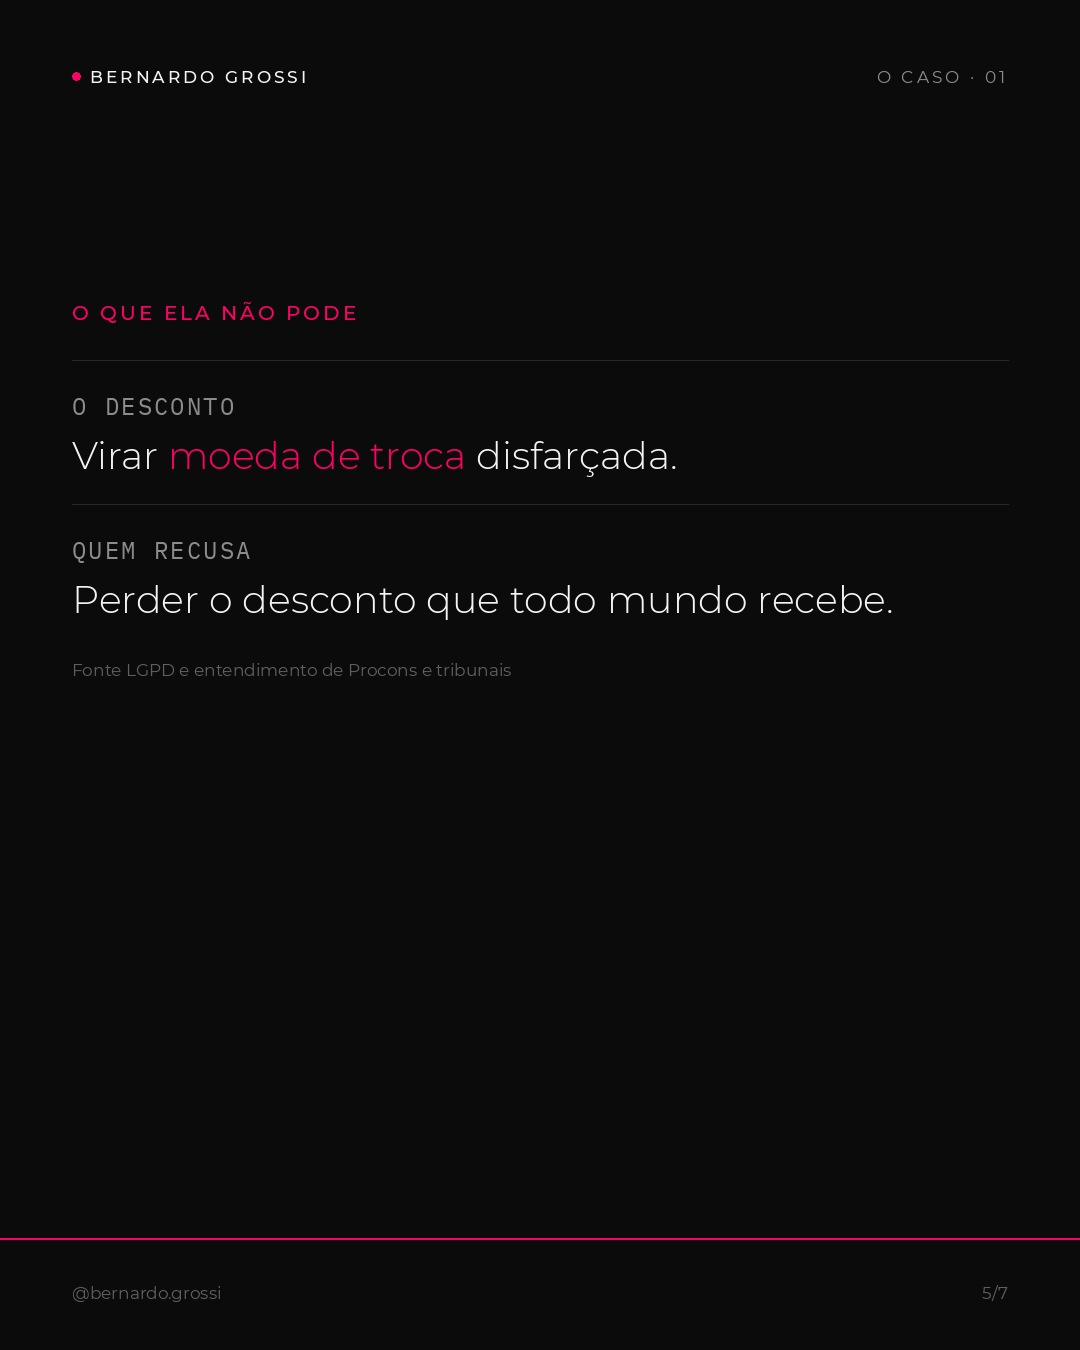 BERNARDO GROSSI
O CASO · 01
O QUE ELA NÃO PODE
O DESCONTO
Virar moeda de troca disfarçada.
QUEM RECUSA
Perder o desconto que todo mundo recebe.
Fonte LGPD e entendimento de Procons e tribunais
@bernardo.grossi
5/7